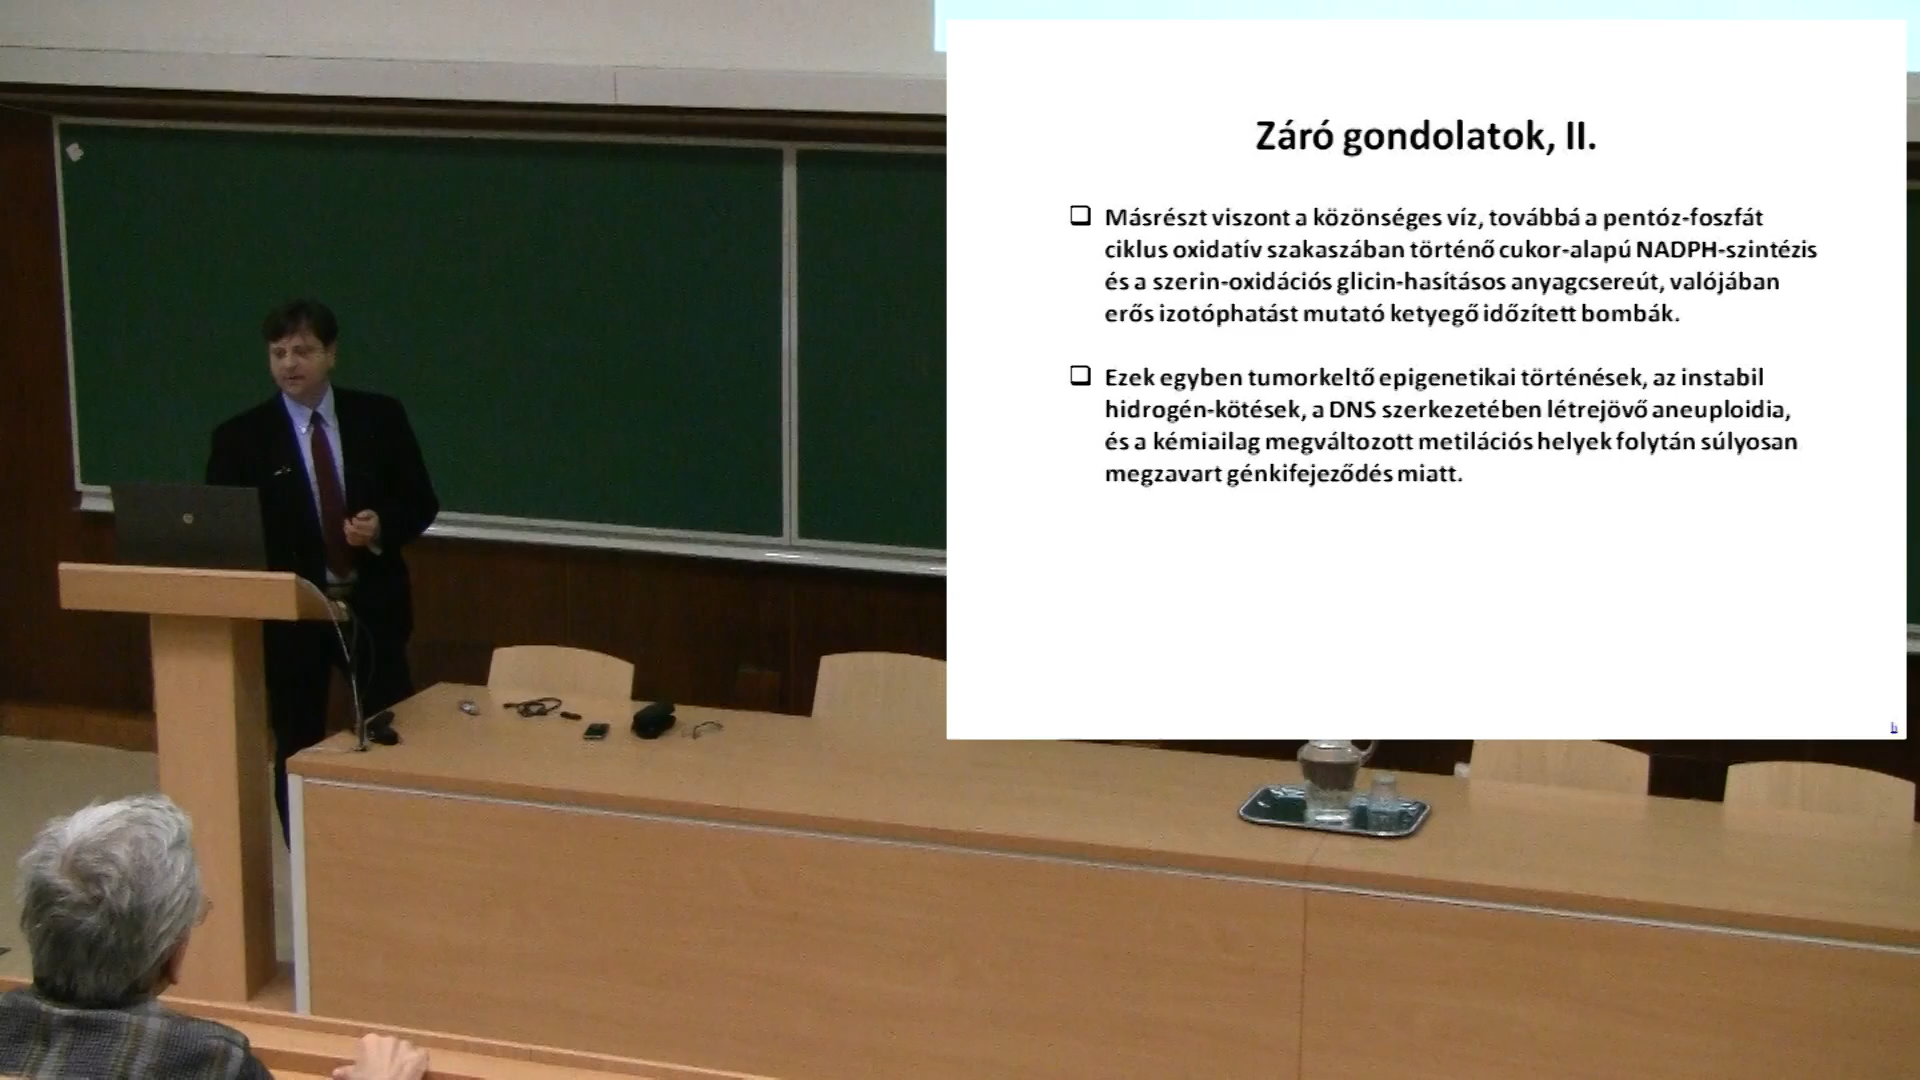 Záró gondolatok, II.
Másrészt viszont a közönséges víz, továbbá a pentóz-foszfát
ciklus oxidatív szakaszában történő cukor-alapú NADPH-szintézis
és a szerin-oxidációs glicin-hasításos anyagcsereút, valójában
erős izotóphatást mutató ketyegő időzített bombák.
Ezek egyben tumorkeltő epigenetikai történések, az instabil
hidrogén-kötések, a DNS szerkezetében létrejövő aneuploidia,
és a kémiailag megváltozott metilációs helyek folytán súlyosan
megzavart génkifejeződés miatt.